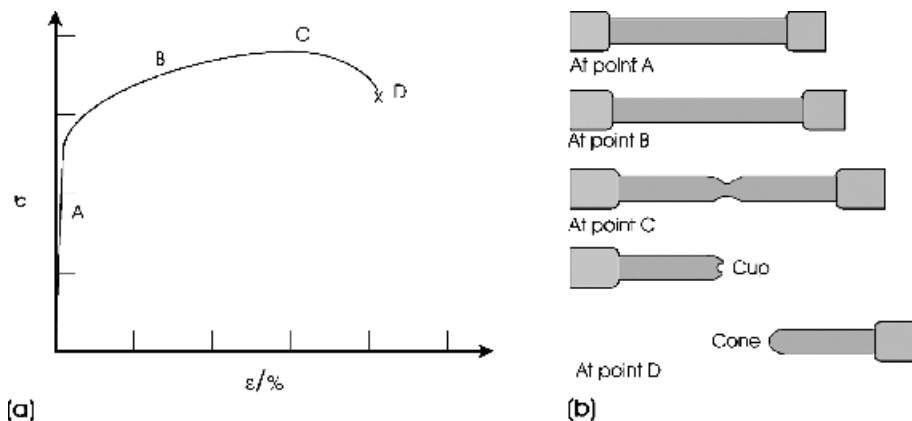 C
B
D
σ
A
ε/%
(a)
At point A
At point B
At point C
Cuo
Cone
At point D
(b)